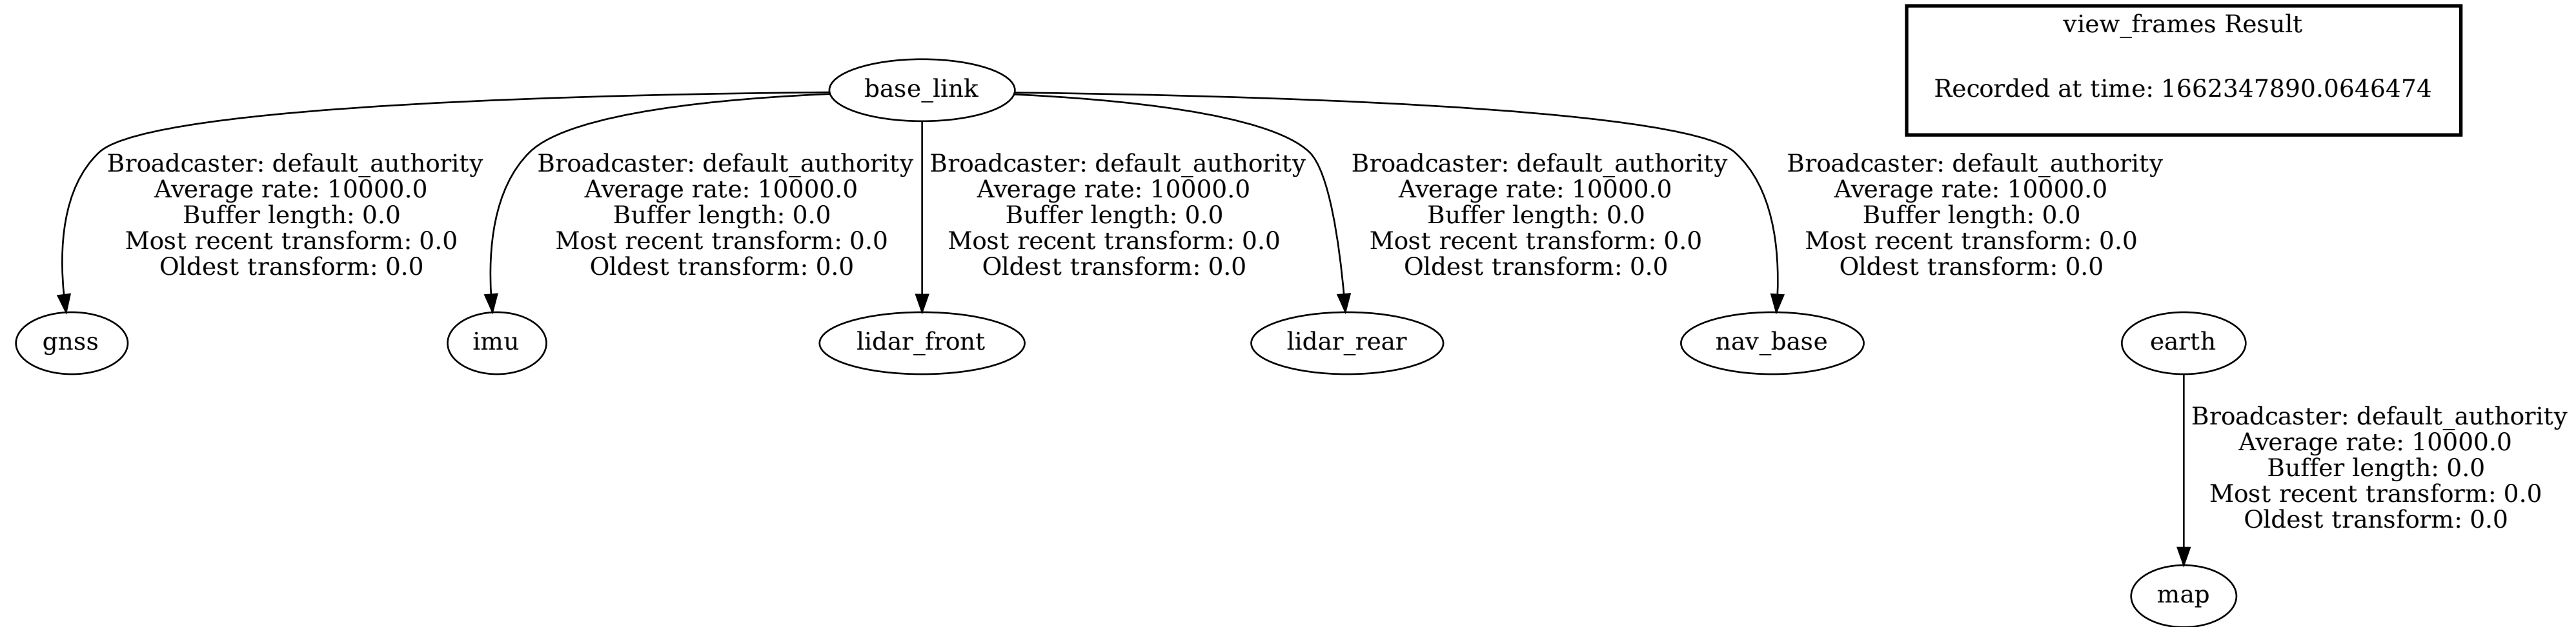 view_frames Result
Recorded at time: 1662347890.0646474
base_link
Broadcaster: default_authority
Average rate: 10000.0
Buffer length: 0.0
Most recent transform: 0.0
Oldest transform: 0.0
Broadcaster: default_authority
Average rate: 10000.0
Buffer length: 0.0
Most recent transform: 0.0
Oldest transform: 0.0
Broadcaster: default_authority
Average rate: 10000.0
Buffer length: 0.0
Most recent transform: 0.0
Oldest transform: 0.0
Broadcaster: default_authority
Average rate: 10000.0
Buffer length: 0.0
Most recent transform: 0.0
Oldest transform: 0.0
Broadcaster: default_authority
Average rate: 10000.0
Buffer length: 0.0
Most recent transform: 0.0
Oldest transform: 0.0
gnss
imu
lidar_front
lidar_rear
nav_base
earth
Broadcaster: default_authority
Average rate: 10000.0
Buffer length: 0.0
Most recent transform: 0.0
Oldest transform: 0.0
map